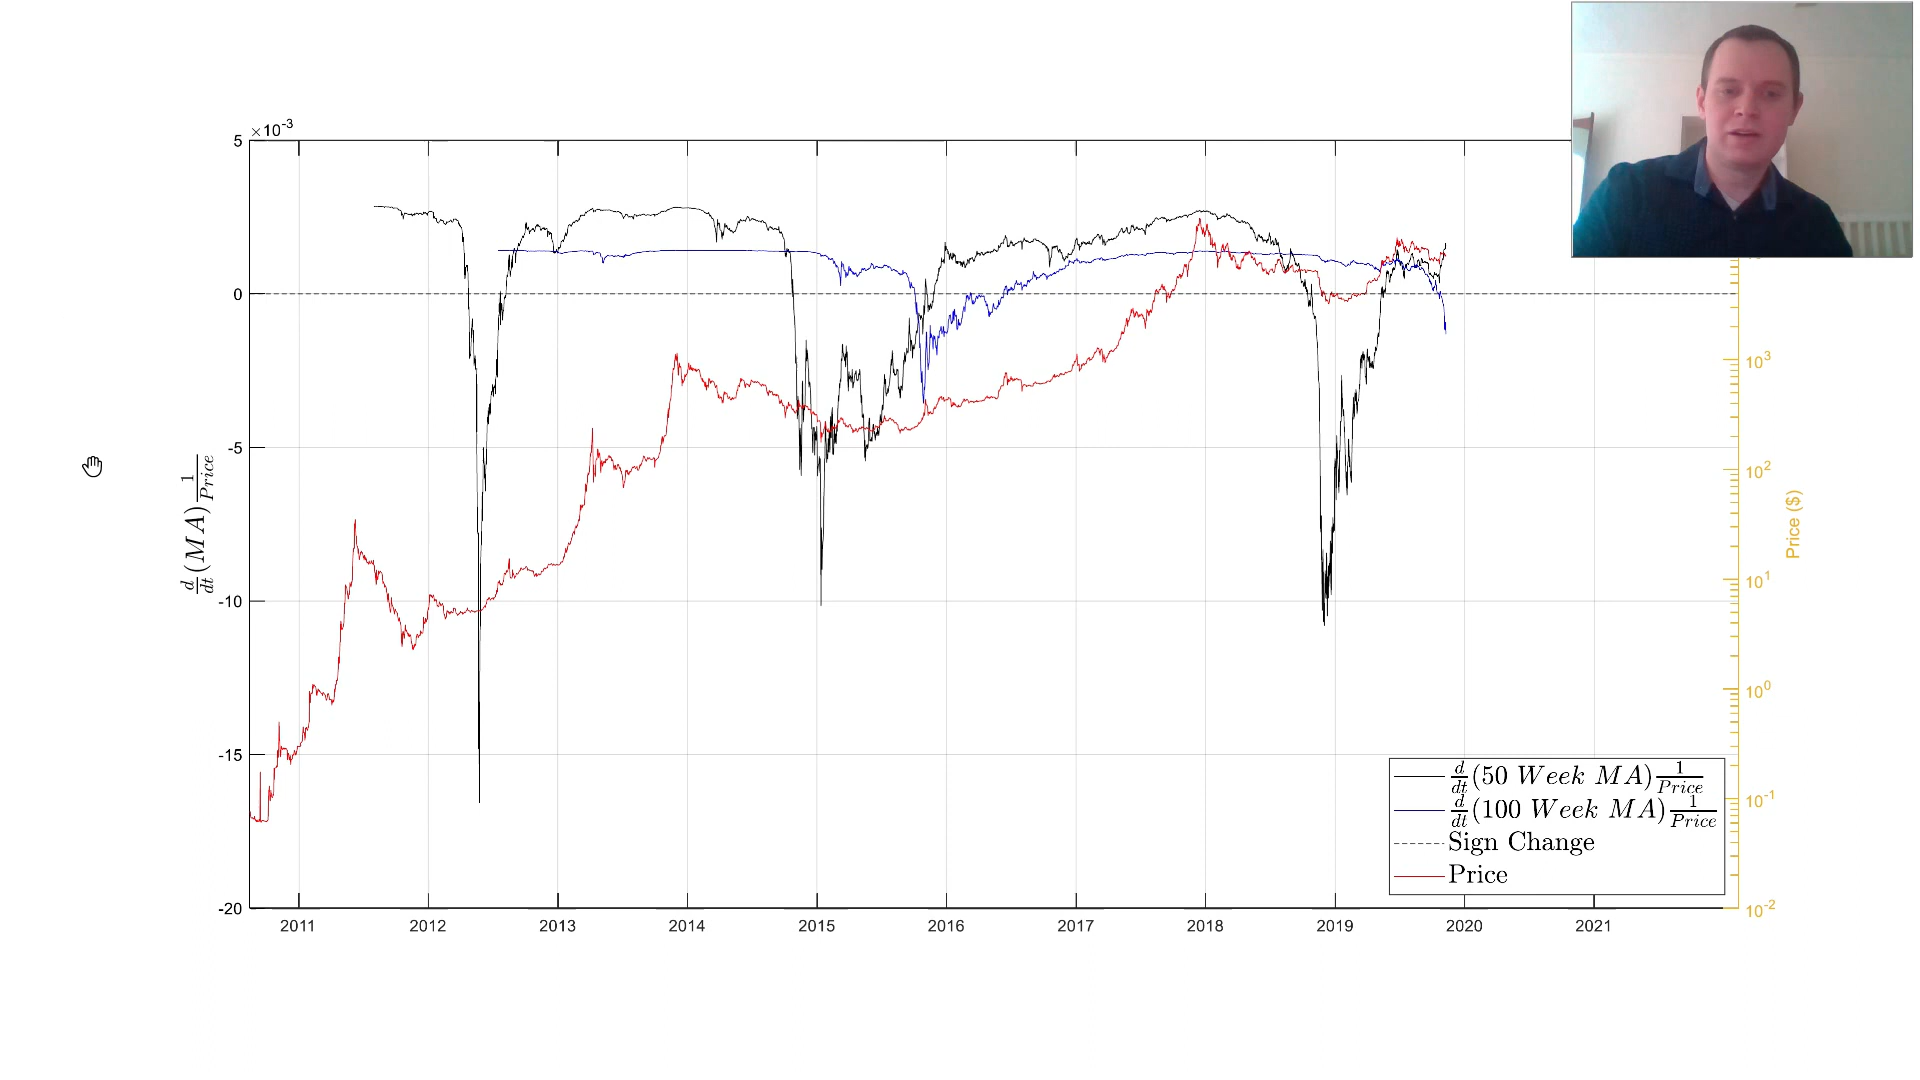 ×10⁻³
5
0
-5
-10
-15
-20
d/dt (MA) 1/Price
10³
10²
10¹
10⁰
10⁻¹
10⁻²
Price ($)
d/dt(50 Week MA) 1/Price
d/dt(100 Week MA) 1/Price
Sign Change
Price
2011 2012 2013 2014 2015 2016 2017 2018 2019 2020 2021